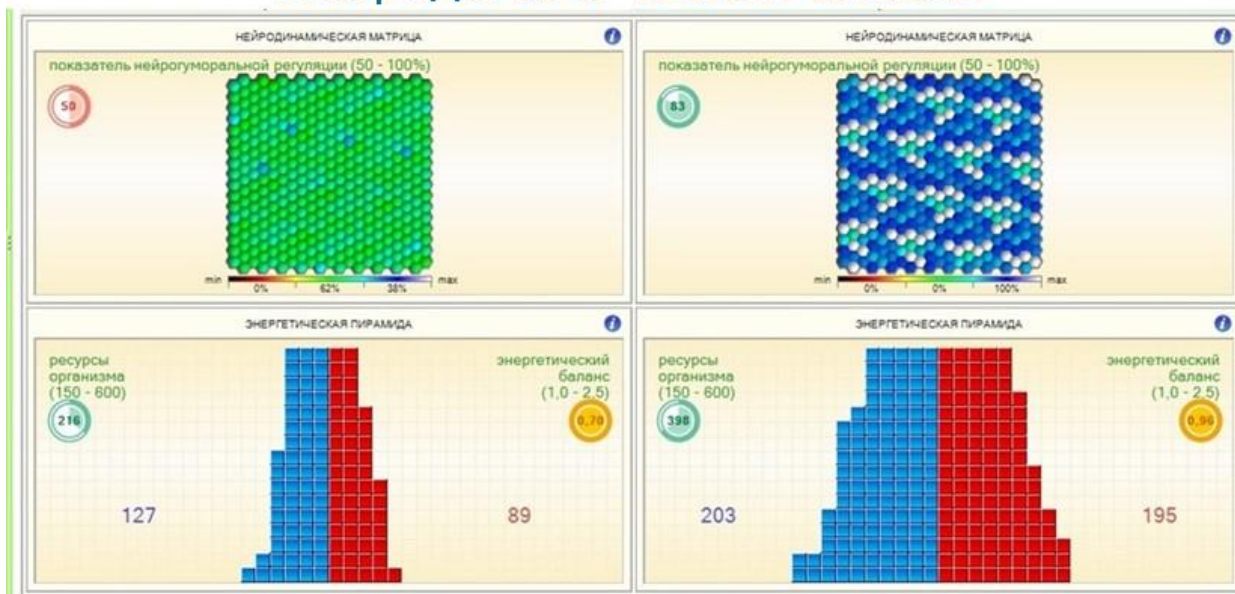 НЕЙРОДИНАМИЧЕСКАЯ МАТРИЦА
показатель нейрогуморальной регуляции (50 - 100%)
50
min
max
0%
62%
38%
НЕЙРОДИНАМИЧЕСКАЯ МАТРИЦА
показатель нейрогуморальной регуляции (50 - 100%)
83
min
max
0%
0%
100%
ЭНЕРГЕТИЧЕСКАЯ ПИРАМИДА
ресурсы
организма
(150 - 600)
216
энергетический
баланс
(1,0 - 2,5)
0,70
127
89
ЭНЕРГЕТИЧЕСКАЯ ПИРАМИДА
ресурсы
организма
(150 - 600)
398
энергетический
баланс
(1,0 - 2,5)
0,96
203
195